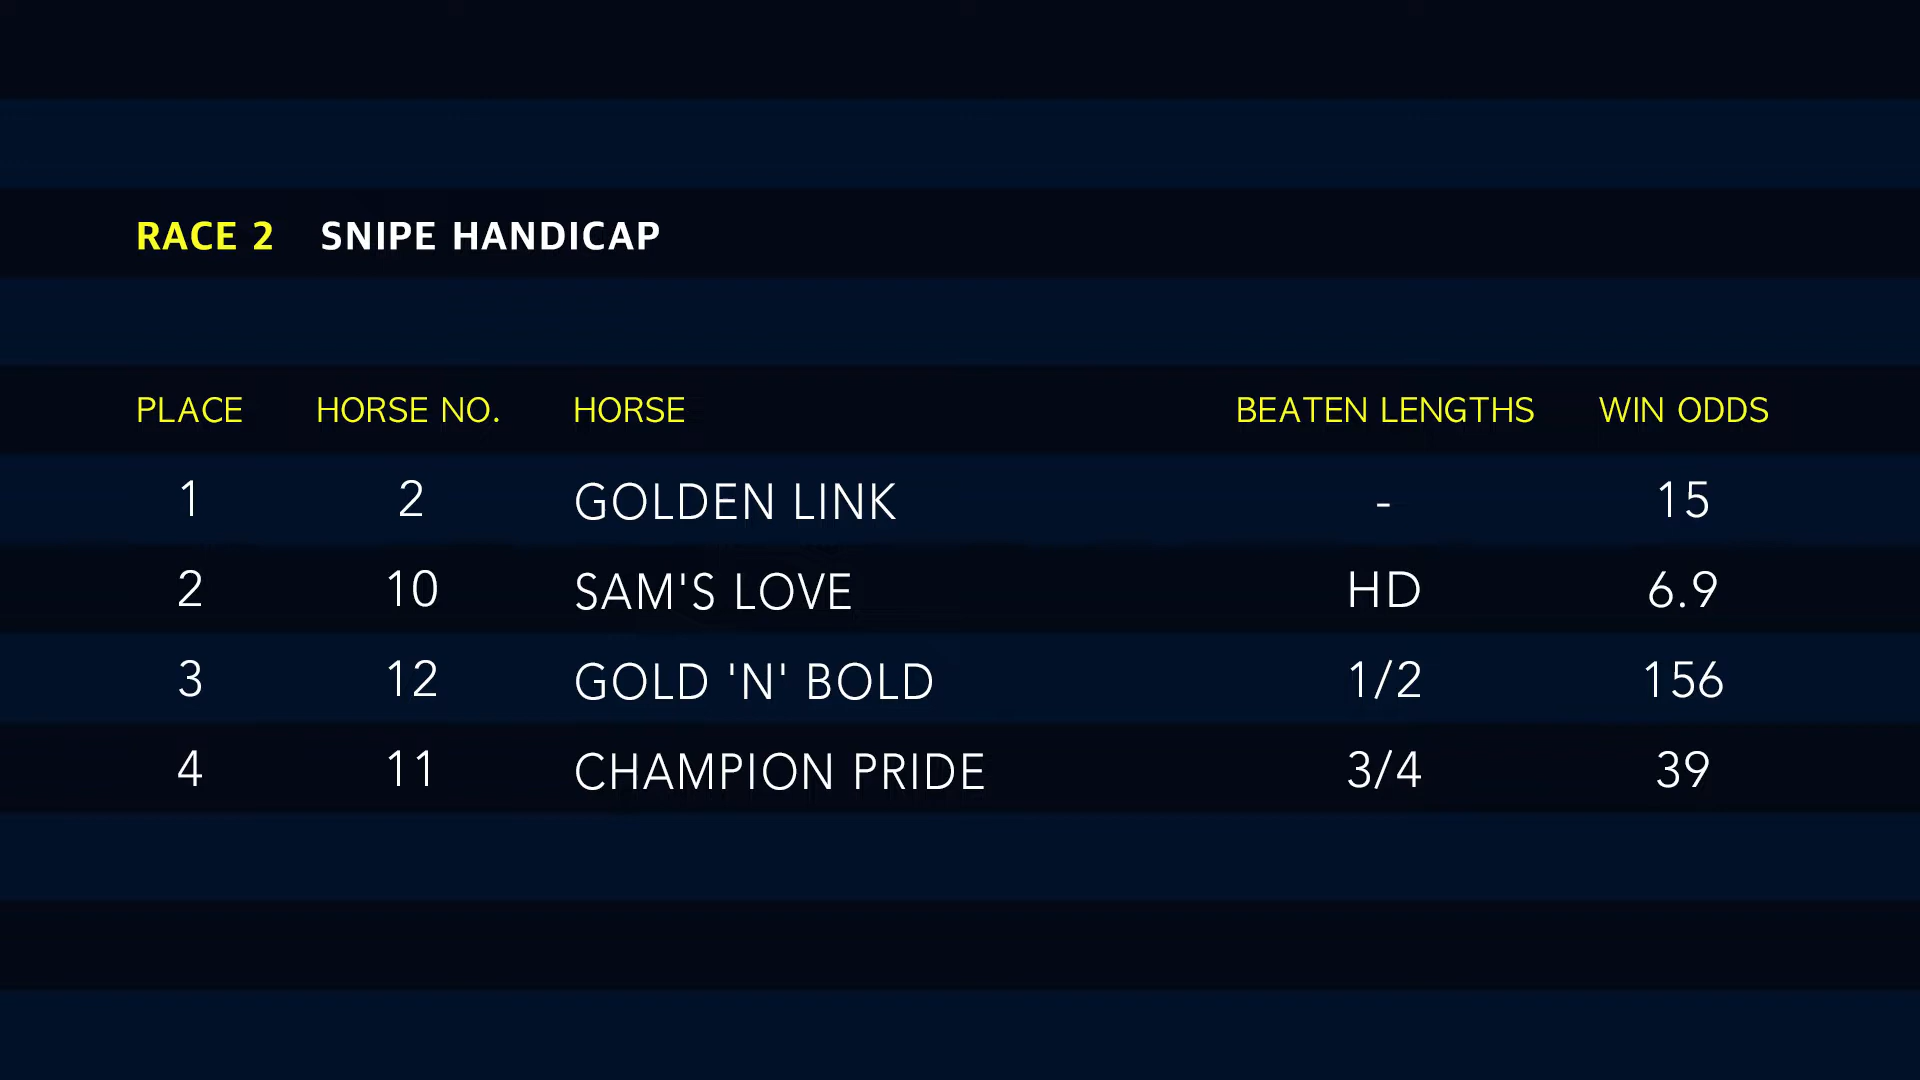 RACE 2 SNIPE HANDICAP
PLACE HORSE NO. HORSE BEATEN LENGTHS WIN ODDS
1 2 GOLDEN LINK - 15
2 10 SAM'S LOVE HD 6.9
3 12 GOLD 'N' BOLD 1/2 156
4 11 CHAMPION PRIDE 3/4 39